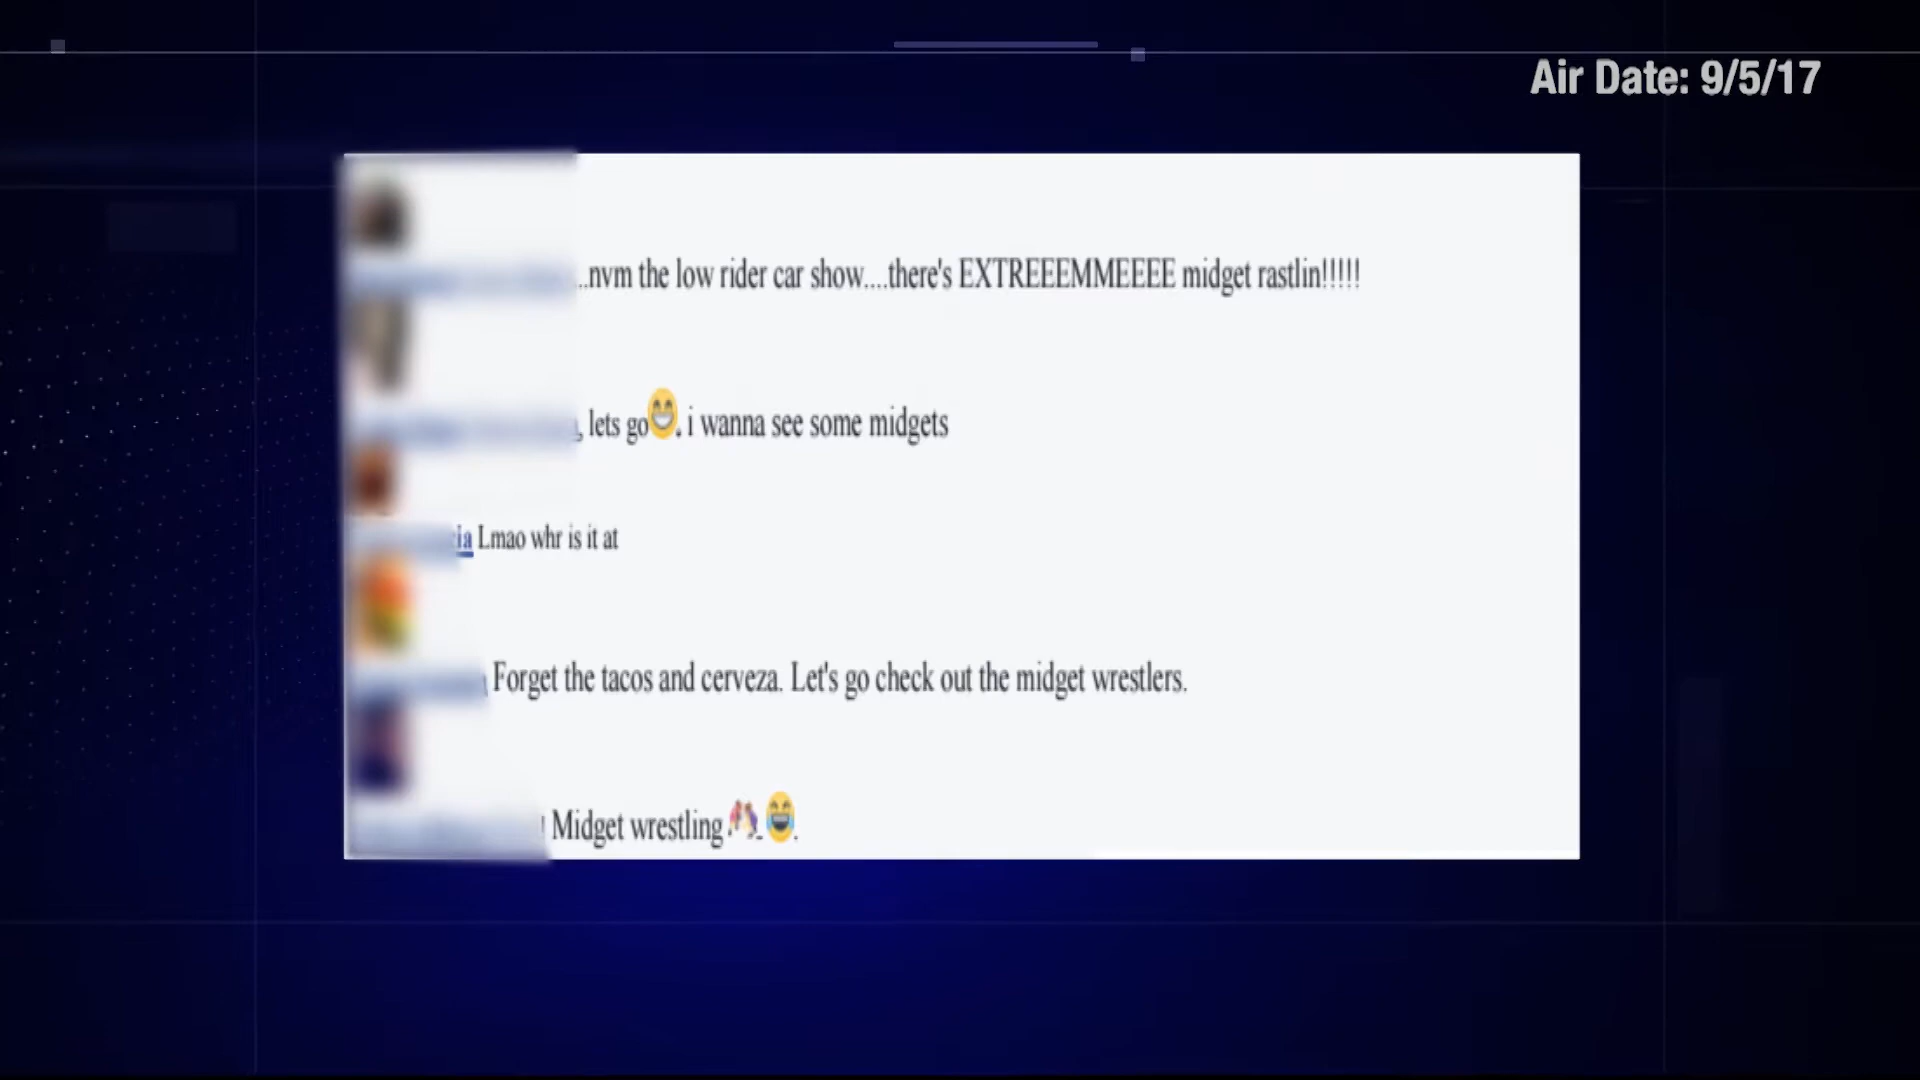 Air Date: 9/5/17
..nvm the low rider car show....there's EXTREEEMMEEEE midget rastlin!!!!!
, lets go😄. i wanna see some midgets
ia Lmao whr is it at
Forget the tacos and cerveza. Let's go check out the midget wrestlers.
Midget wrestling 🤼 😂.